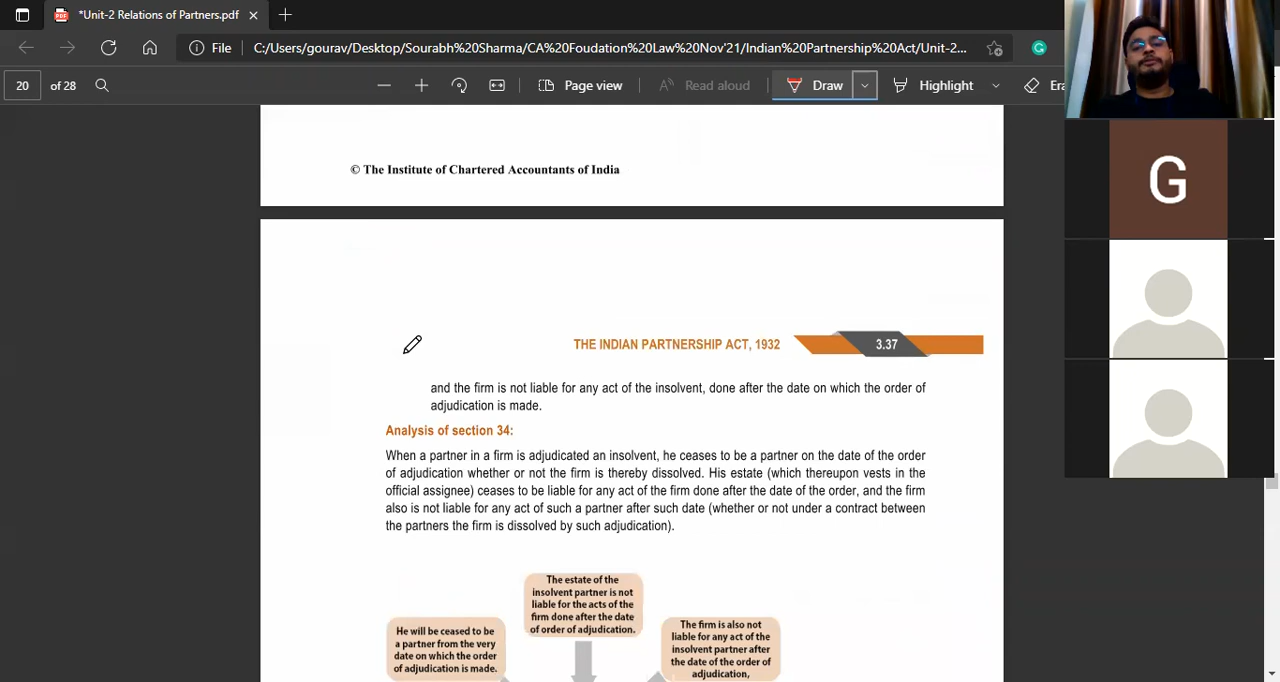 *Unit-2 Relations of Partners.pdf
File C:/Users/gourav/Desktop/Sourabh%20Sharma/CA%20Foudation%20Law%20Nov'21/Indian%20Partnership%20Act/Unit-2...
20 of 28
Page view
Read aloud
Draw
Highlight
Era
© The Institute of Chartered Accountants of India
G
THE INDIAN PARTNERSHIP ACT, 1932
3.37
and the firm is not liable for any act of the insolvent, done after the date on which the order of
adjudication is made.
Analysis of section 34:
When a partner in a firm is adjudicated an insolvent, he ceases to be a partner on the date of the order
of adjudication whether or not the firm is thereby dissolved. His estate (which thereupon vests in the
official assignee) ceases to be liable for any act of the firm done after the date of the order, and the firm
also is not liable for any act of such a partner after such date (whether or not under a contract between
the partners the firm is dissolved by such adjudication).
The estate of the
insolvent partner is not
liable for the acts of the
firm done after the date
of order of adjudication.
He will be ceased to be
a partner from the very
date on which the order
of adjudication is made.
The firm is also not
liable for any act of the
insolvent partner after
the date of the order of
adjudication,